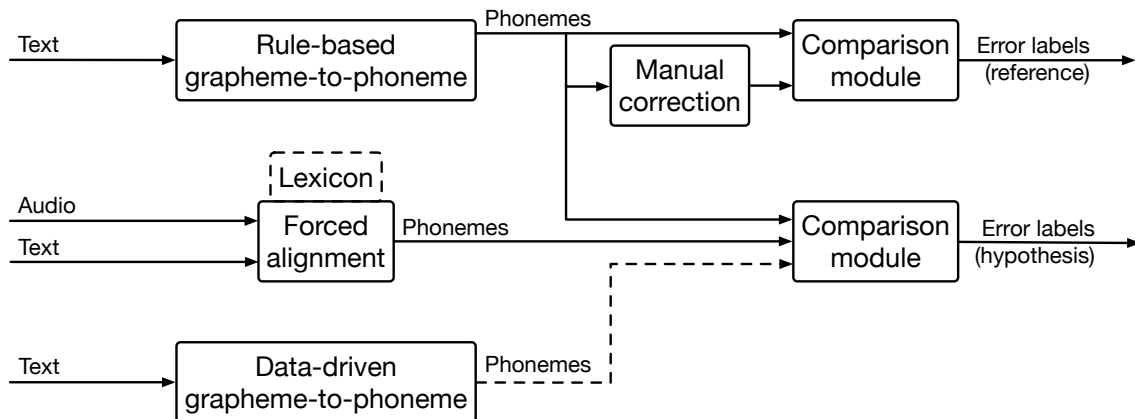 Text
Rule-based
grapheme-to-phoneme
Phonemes
Manual
correction
Comparison
module
Error labels
(reference)
Audio
Text
Lexicon
Forced
alignment
Phonemes
Comparison
module
Error labels
(hypothesis)
Text
Data-driven
grapheme-to-phoneme
Phonemes